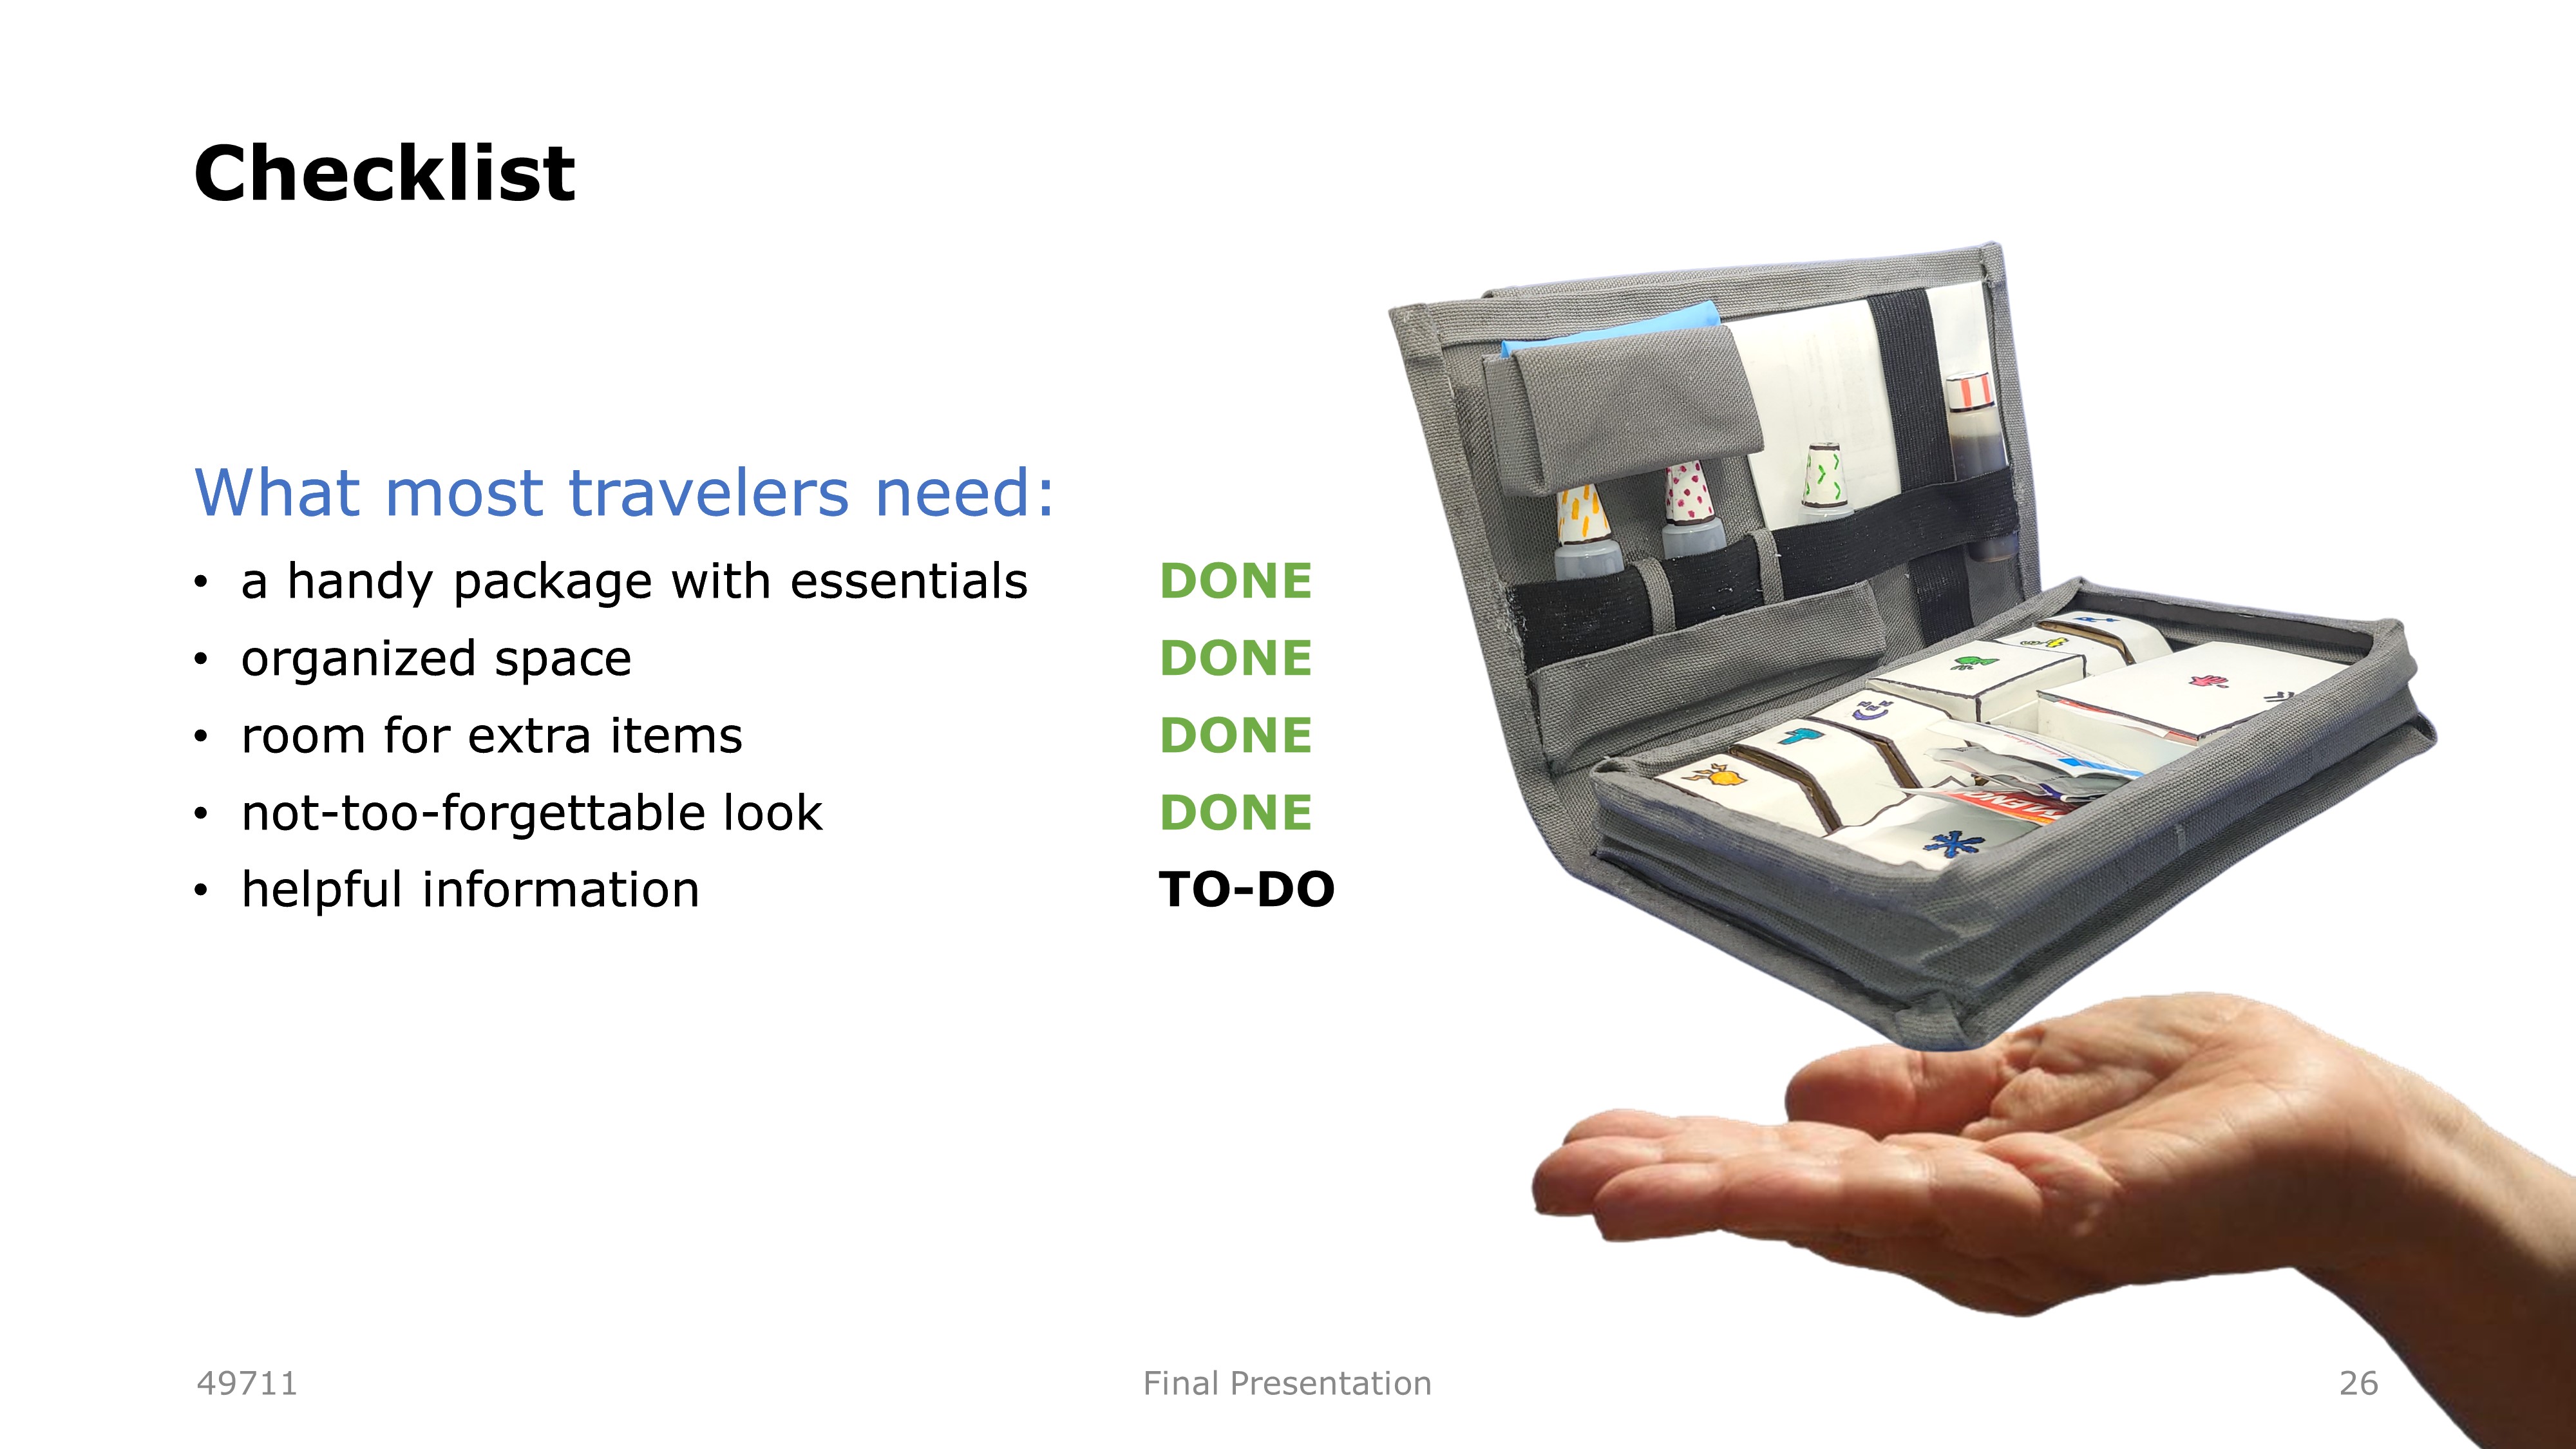 Checklist
What most travelers need:
• a handy package with essentials DONE
• organized space DONE
• room for extra items DONE
• not-too-forgettable look DONE
• helpful information TO-DO
49711 Final Presentation 26